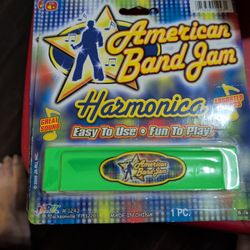 American
Band Jam
Harmonica
GREAT
SOUND
Easy To Use • Fun To Play
American
Band Jam
MADE IN CHINA
1 PC.